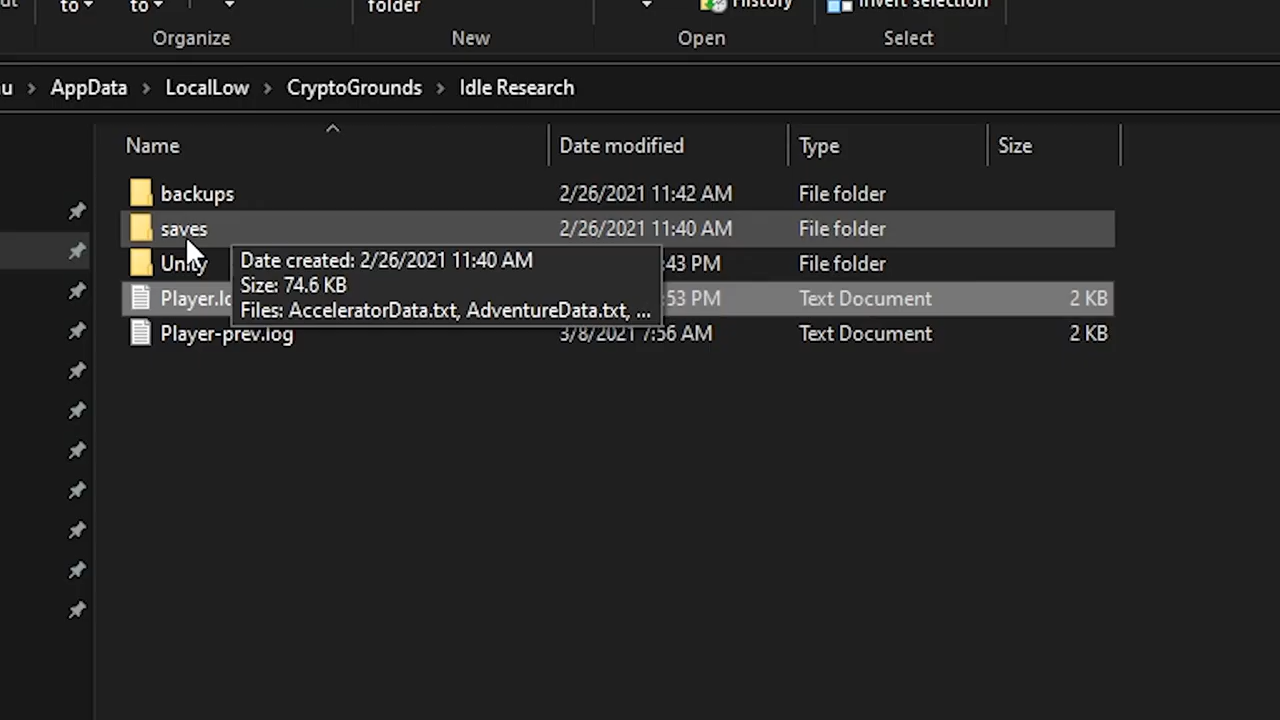 to to folder History Invert selection
Organize New Open Select
AppData > LocalLow > CryptoGrounds > Idle Research
Name Date modified Type Size
backups 2/26/2021 11:42 AM File folder
saves 2/26/2021 11:40 AM File folder
Unity :43 PM File folder
Date created: 2/26/2021 11:40 AM
Size: 74.6 KB
Files: AcceleratorData.txt, AdventureData.txt, ...
Player.lo :53 PM Text Document 2 KB
Player-prev.log 3/8/2021 7:56 AM Text Document 2 KB